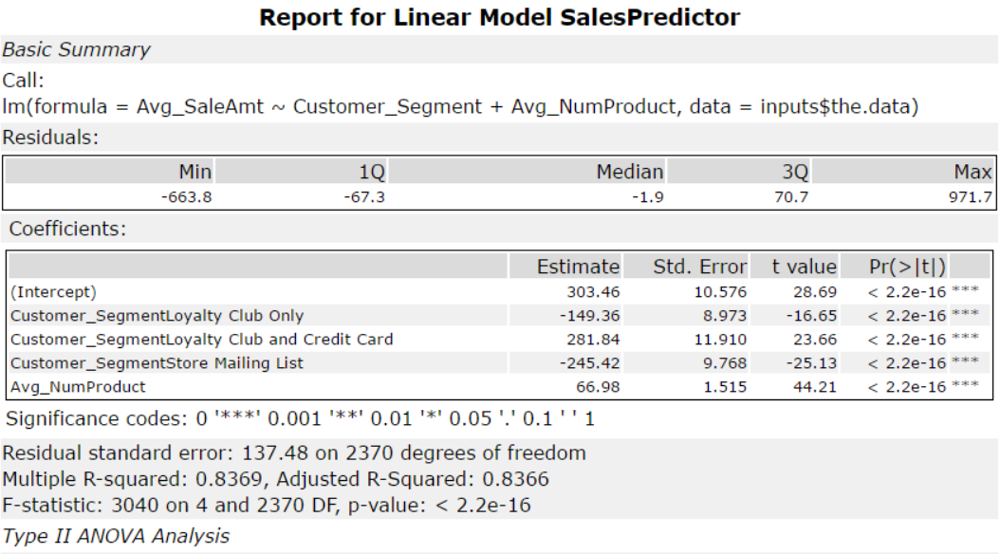 Report for Linear Model SalesPredictor
Basic Summary
Call:
lm(formula = Avg_SaleAmt ~ Customer_Segment + Avg_NumProduct, data = inputs$the.data)
Residuals:
Min 1Q Median 3Q Max
-663.8 -67.3 -1.9 70.7 971.7
Coefficients:
Estimate Std. Error t value Pr(>|t|)
(Intercept) 303.46 10.576 28.69 < 2.2e-16 ***
Customer_SegmentLoyalty Club Only -149.36 8.973 -16.65 < 2.2e-16 ***
Customer_SegmentLoyalty Club and Credit Card 281.84 11.910 23.66 < 2.2e-16 ***
Customer_SegmentStore Mailing List -245.42 9.768 -25.13 < 2.2e-16 ***
Avg_NumProduct 66.98 1.515 44.21 < 2.2e-16 ***
Significance codes: 0 '***' 0.001 '**' 0.01 '*' 0.05 '.' 0.1 ' ' 1
Residual standard error: 137.48 on 2370 degrees of freedom
Multiple R-squared: 0.8369, Adjusted R-Squared: 0.8366
F-statistic: 3040 on 4 and 2370 DF, p-value: < 2.2e-16
Type II ANOVA Analysis